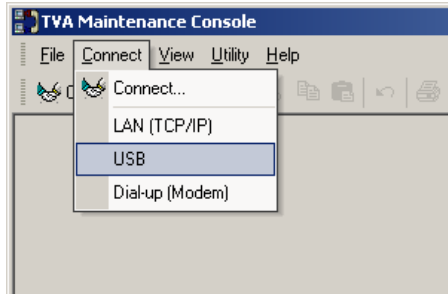 TVA Maintenance Console
File Connect View Utility Help
Connect...
LAN (TCP/IP)
USB
Dial-up (Modem)